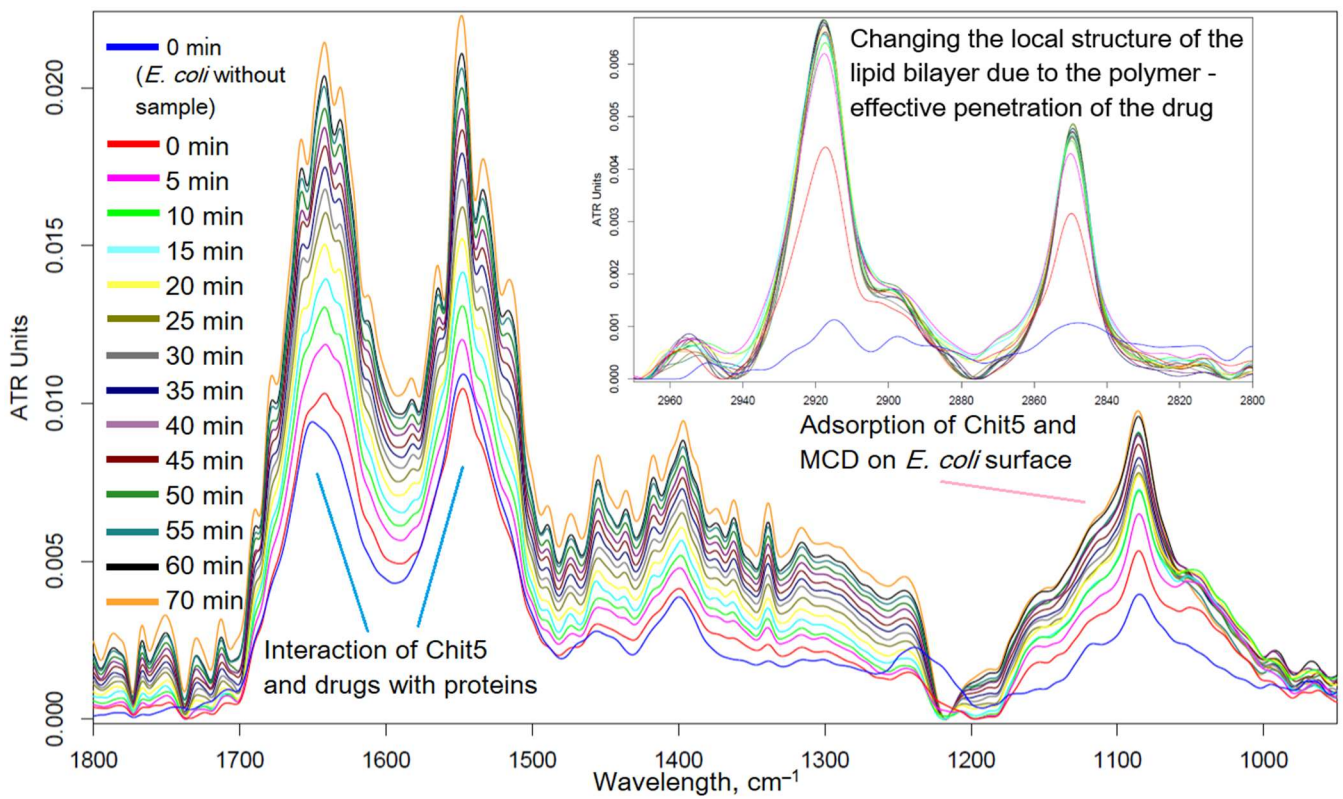 0 min
(E. coli without
sample)
0 min
5 min
10 min
15 min
20 min
25 min
30 min
35 min
40 min
45 min
50 min
55 min
60 min
70 min
ATR Units
0.020
0.015
0.010
0.005
0.000
1800 1700 1600 1500 1400 1300 1200 1100 1000
Wavelength, cm⁻¹
Interaction of Chit5
and drugs with proteins
Changing the local structure of the
lipid bilayer due to the polymer -
effective penetration of the drug
ATR Units
0.006
0.005
0.004
0.003
0.002
0.001
0.000
2960 2940 2920 2900 2880 2860 2840 2820 2800
Adsorption of Chit5 and
MCD on E. coli surface